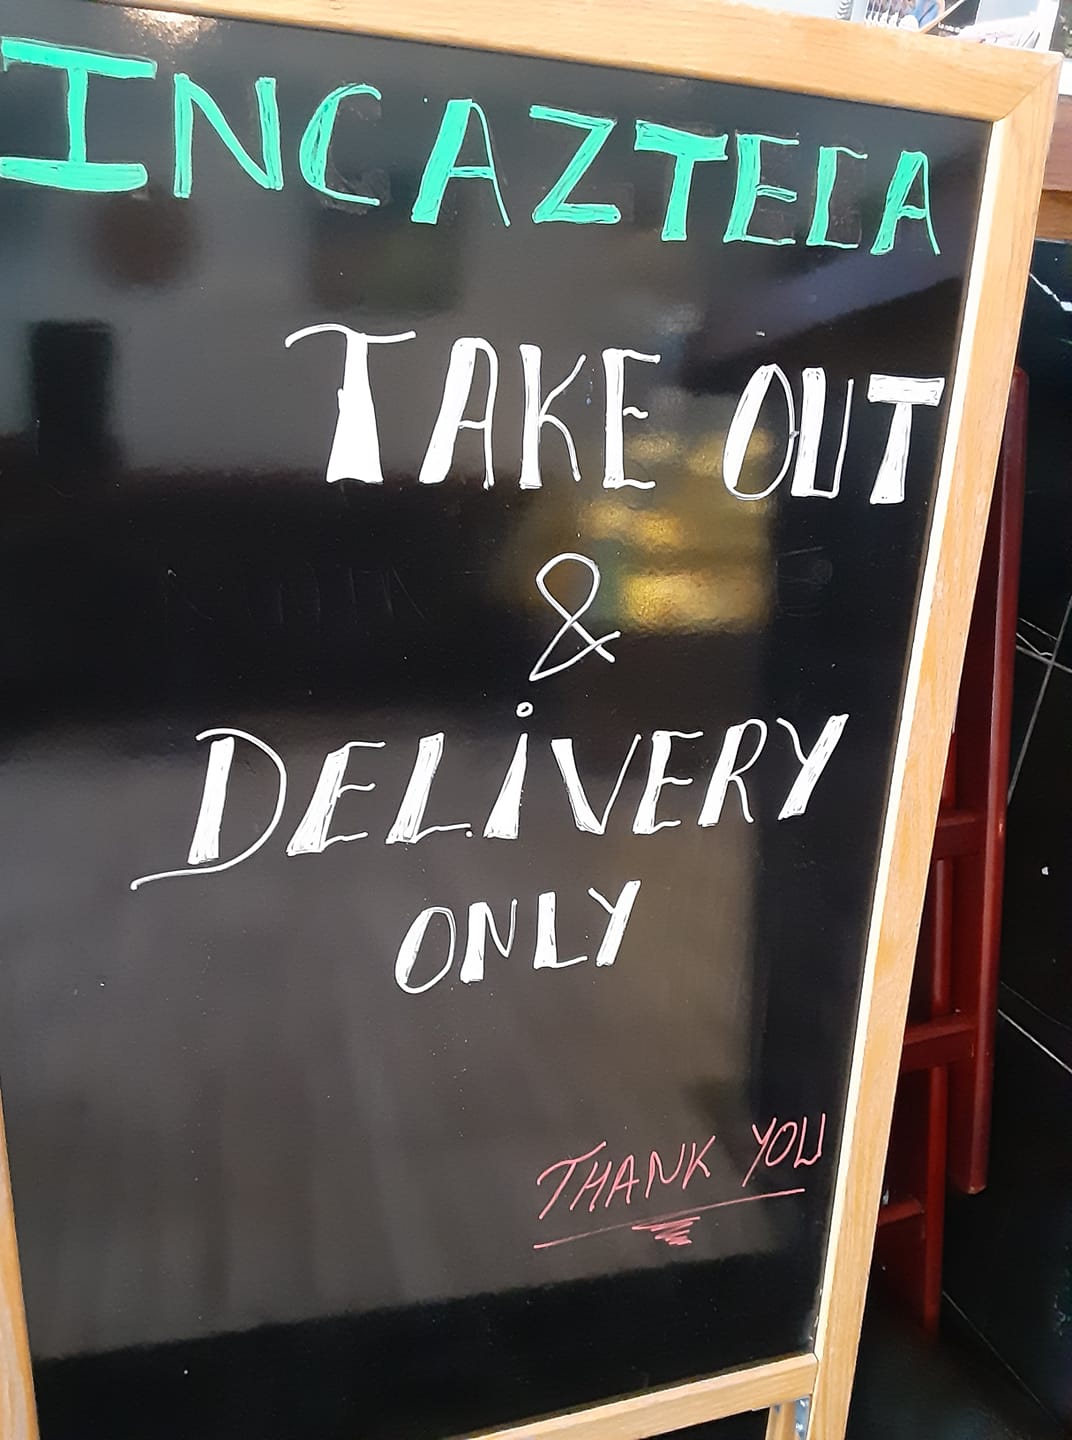 INCAZTECA
TAKE OUT
&
DELiVERY
ONLY
THANK YOU